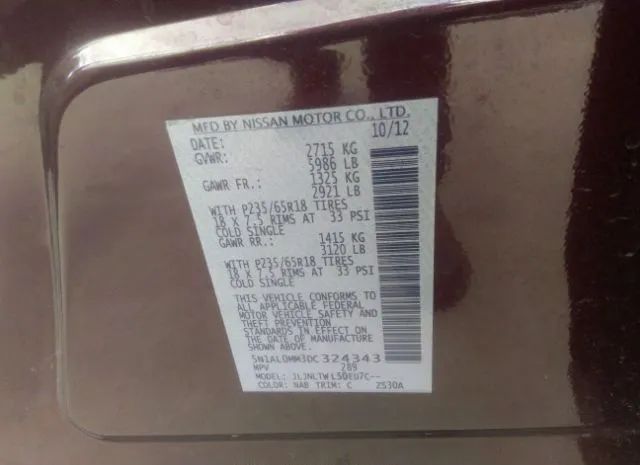 MFD BY NISSAN MOTOR CO., LTD.
DATE: 10/12
GVWR: 2715 KG
5986 LB
GAWR FR.: 1325 KG
2921 LB
WITH P235/65R18 TIRES
18 X 7.5 RIMS AT 33 PSI
COLD SINGLE
GAWR RR.: 1415 KG
3120 LB
WITH P235/65R18 TIRES
18 X 7.5 RIMS AT 33 PSI
COLD SINGLE
THIS VEHICLE CONFORMS TO
ALL APPLICABLE FEDERAL
MOTOR VEHICLE SAFETY AND
THEFT PREVENTION
STANDARDS IN EFFECT ON
THE DATE OF MANUFACTURE
SHOWN ABOVE.
5N1AL0MM3DC324343
MPV 289
MODEL: JLJNLTWL50EU7C--
COLOR: NAB TRIM: C ZS30A